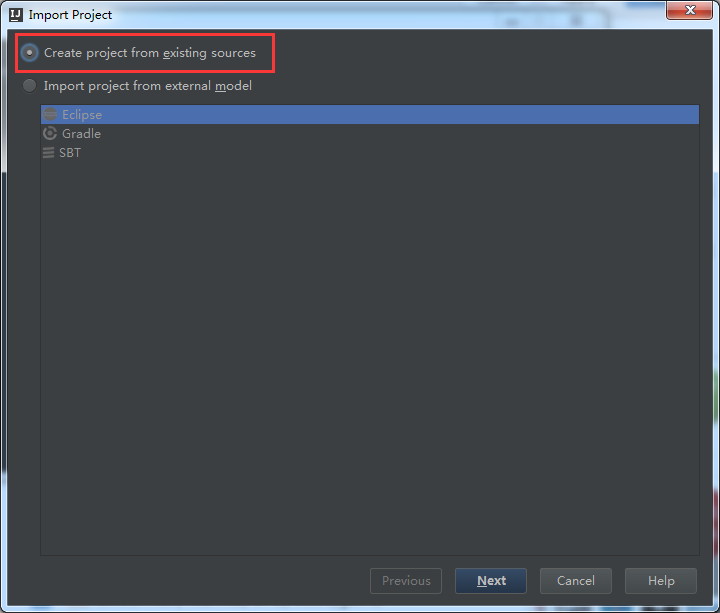 IJ Import Project
Create project from existing sources
Import project from external model
Eclipse
Gradle
SBT
Previous Next Cancel Help